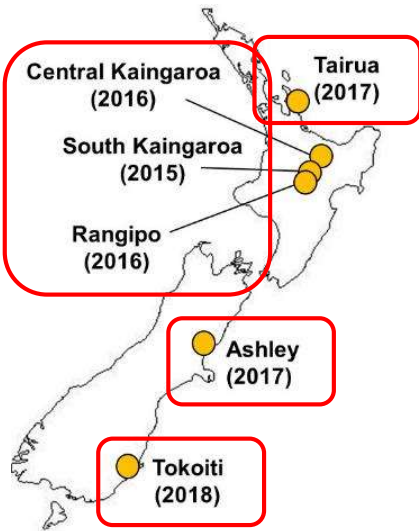 Central Kaingaroa
(2016)
Tairua
(2017)
South Kaingaroa
(2015)
Rangipo
(2016)
Ashley
(2017)
Tokoiti
(2018)